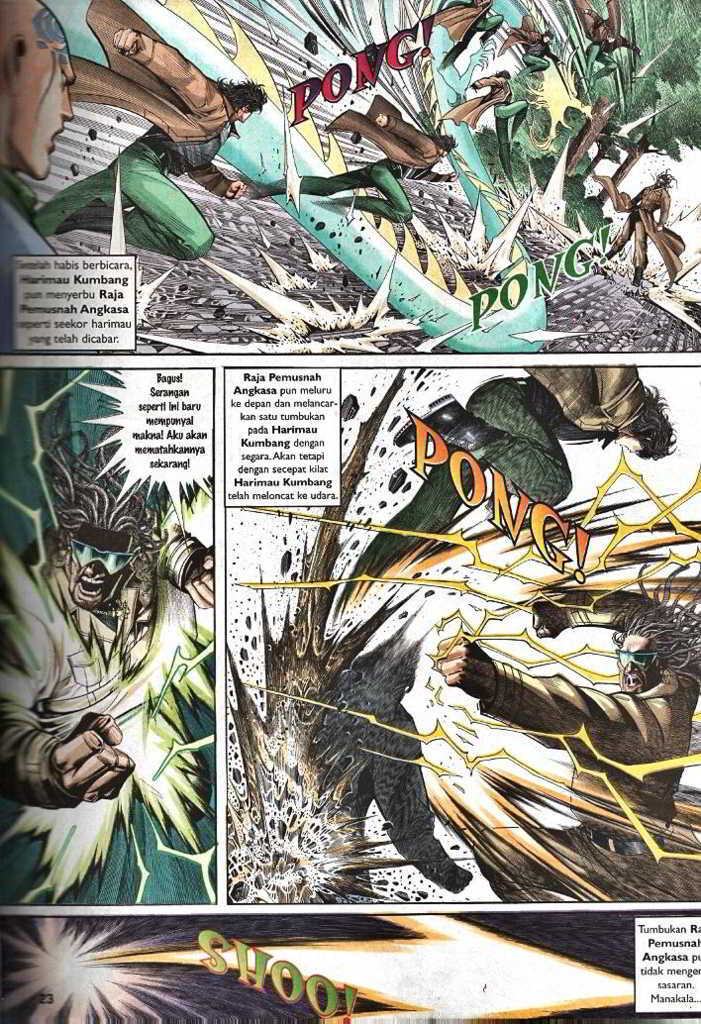 PONG!
PONG!
Setelah habis berbicara,
Harimau Kumbang
pun menyerbu Raja
Pemusnah Angkasa
seperti seekor harimau
yang telah dicabar.
Bagus!
Serangan
seperti ini baru
mempunyai
makna! Aku akan
mematahkannya
sekarang!
Raja Pemusnah
Angkasa pun meluru
ke depan dan melancar-
kan satu tumbukan
pada Harimau
Kumbang dengan
segera. Akan tetapi
dengan secepat kilat
Harimau Kumbang
telah meloncat ke udara.
PONG!
SHOO!
Tumbukan Ra
Pemusnah
Angkasa pu
tidak mengen
sasaran.
Manakala...
23